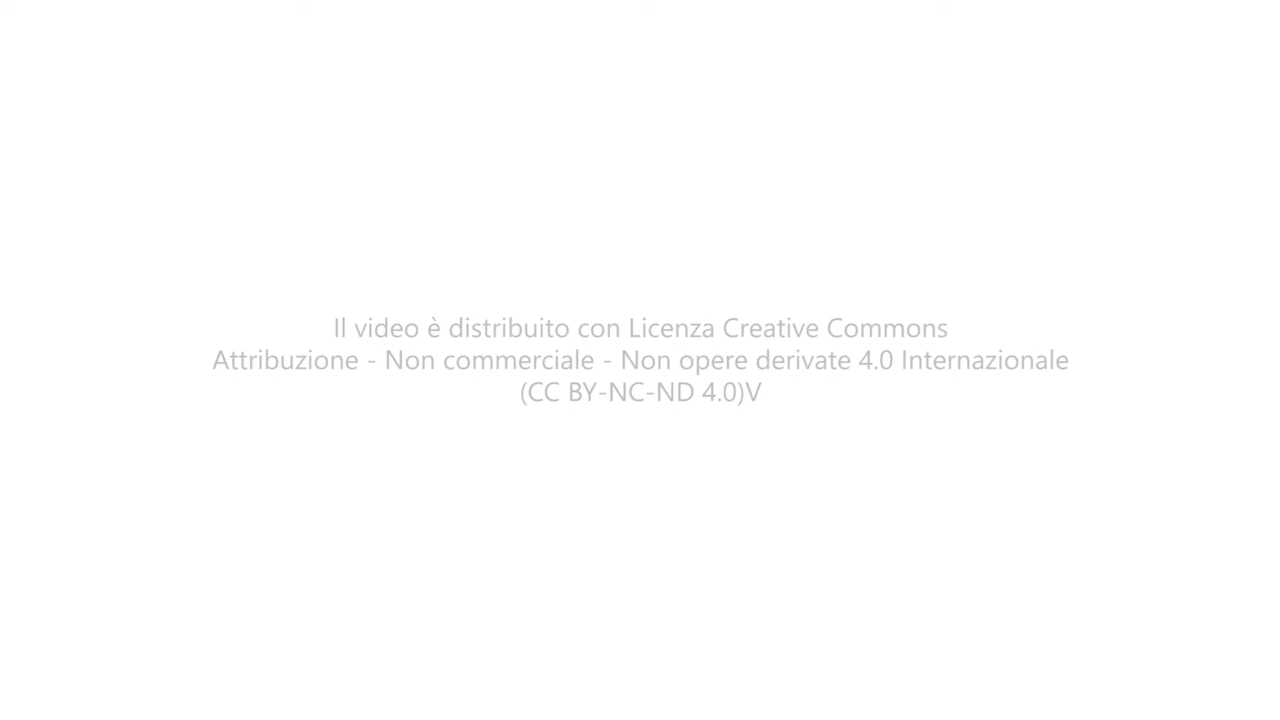 Il video è distribuito con Licenza Creative Commons
Attribuzione - Non commerciale - Non opere derivate 4.0 Internazionale
(CC BY-NC-ND 4.0)V